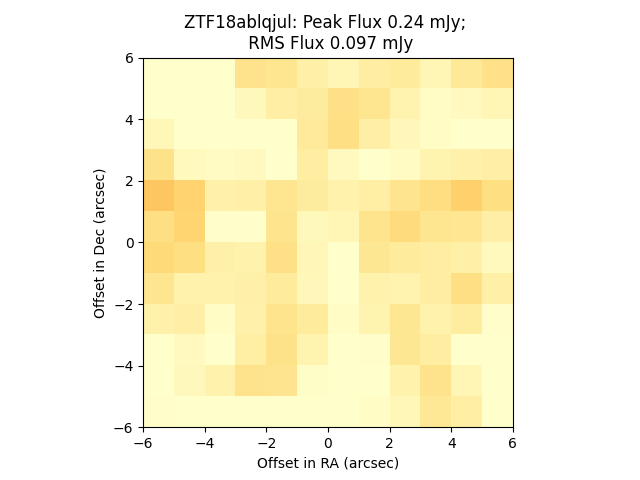 ZTF18ablqjul: Peak Flux 0.24 mJy;
RMS Flux 0.097 mJy
6
4
2
0
−2
−4
−6
Offset in Dec (arcsec)
−6 −4 −2 0 2 4 6
Offset in RA (arcsec)